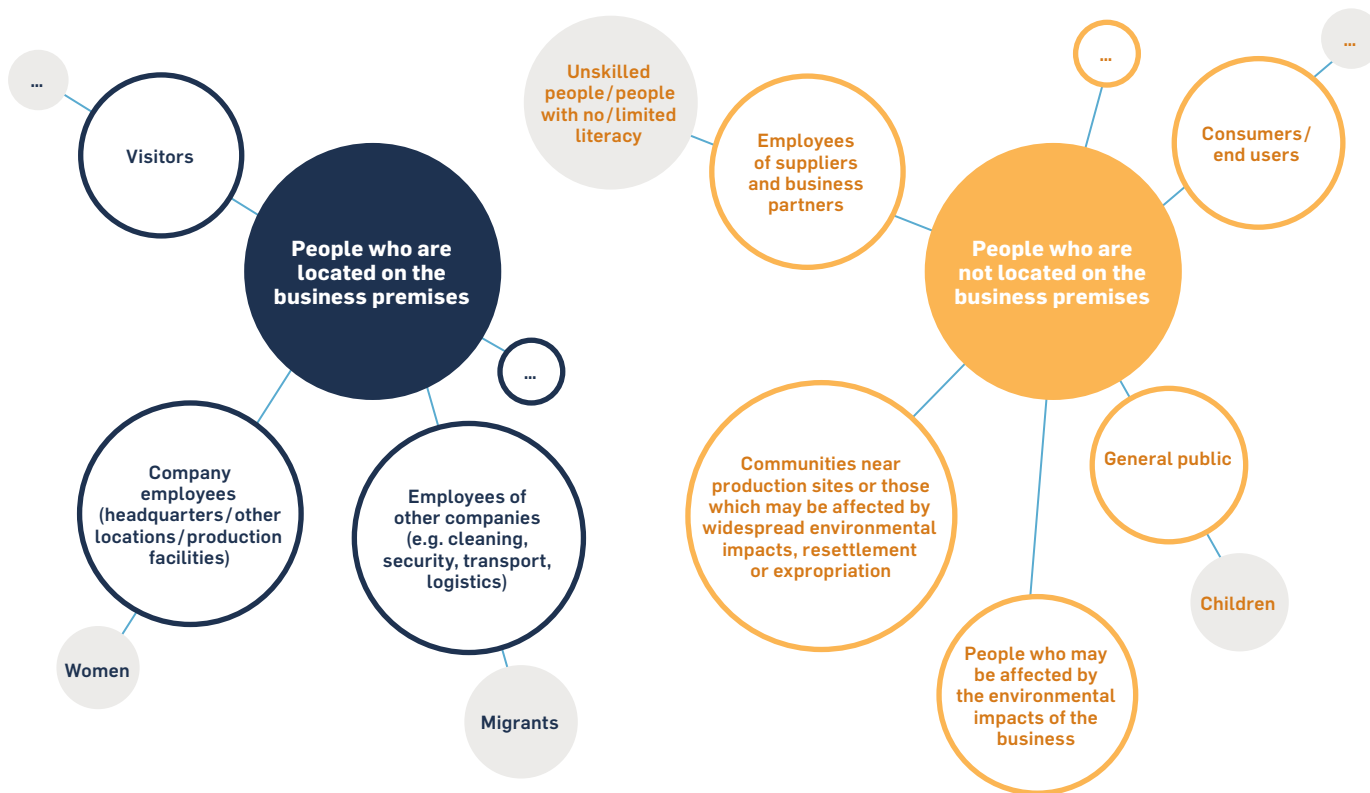 ...
Visitors
People who are
located on the
business premises
...
Company
employees
(headquarters/other
locations/production
facilities)
Employees of
other companies
(e.g. cleaning,
security, transport,
logistics)
Women
Migrants
Unskilled
people/people
with no/limited
literacy
Employees
of suppliers
and business
partners
...
Consumers/
end users
...
People who are
not located on the
business premises
Communities near
production sites or those
which may be affected by
widespread environmental
impacts, resettlement
or expropriation
General public
Children
People who may
be affected by
the environmental
impacts of the
business